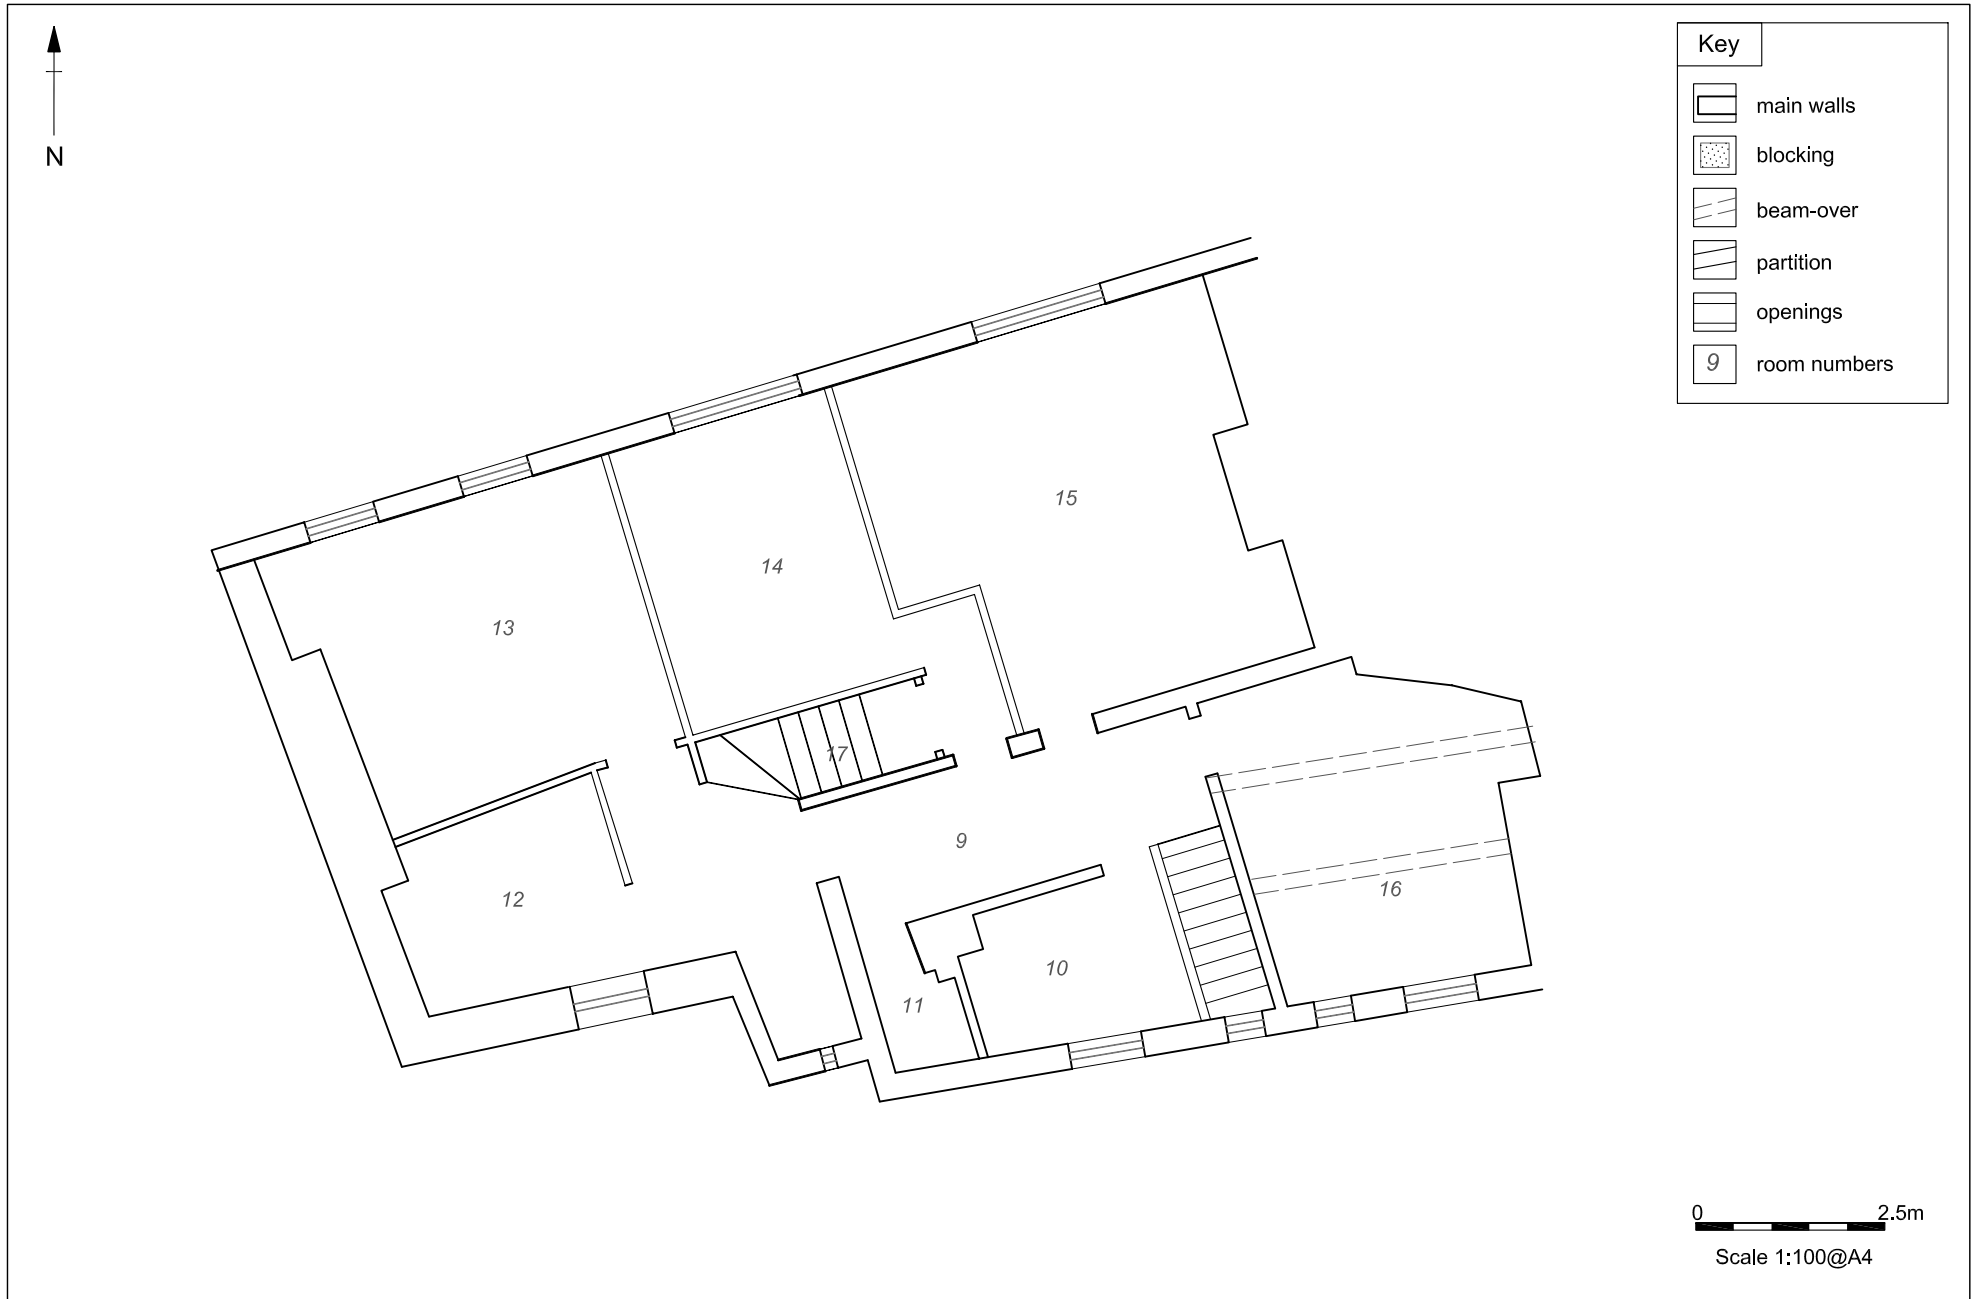 N
Key
main walls
blocking
beam-over
partition
openings
9 room numbers
15
14
13
17
9
12
16
10
11
0 2.5m
Scale 1:100@A4